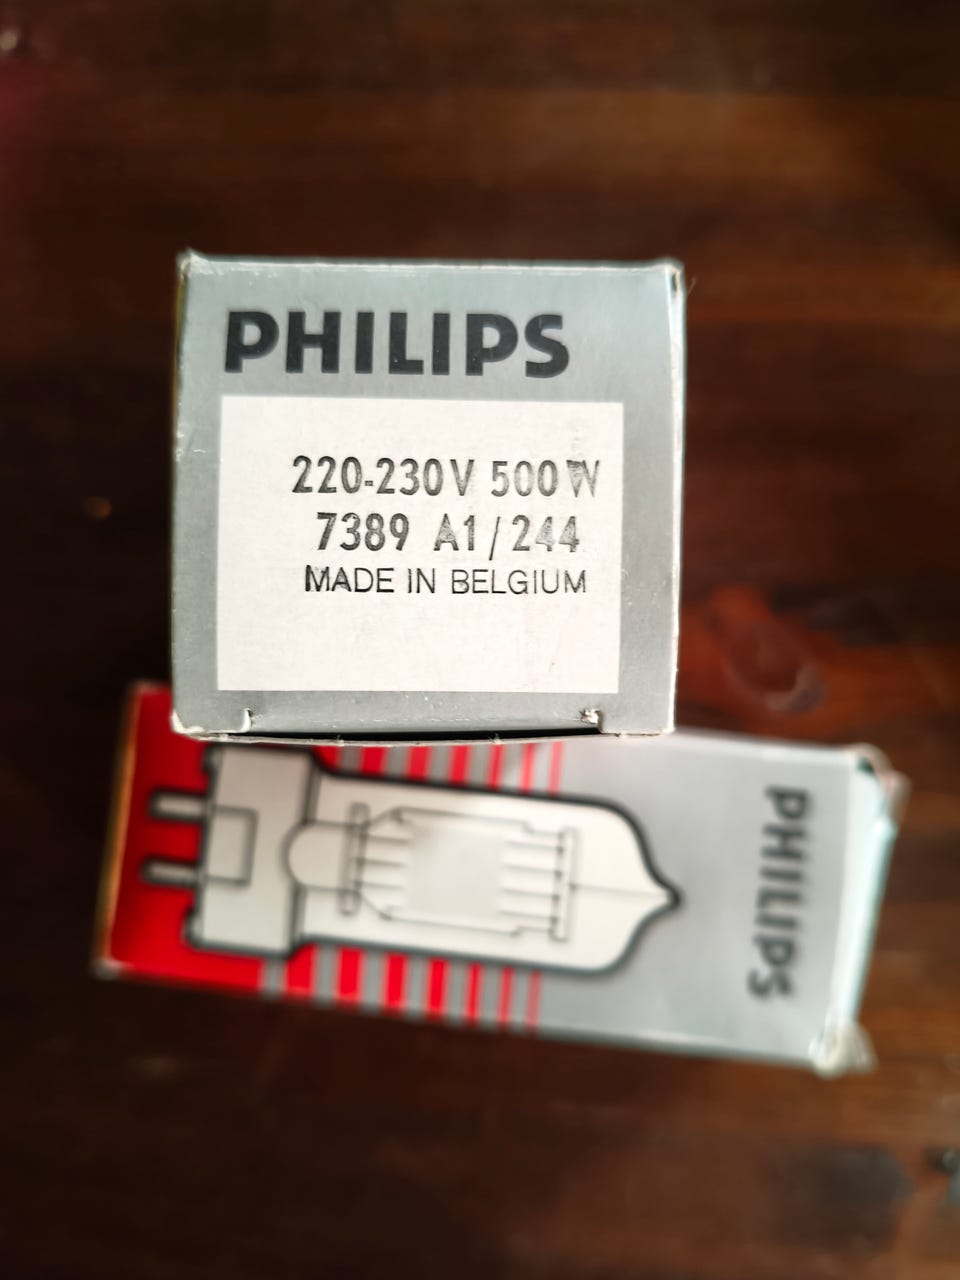 PHILIPS
220-230V 500W
7389 A1/244
MADE IN BELGIUM
PHILIPS